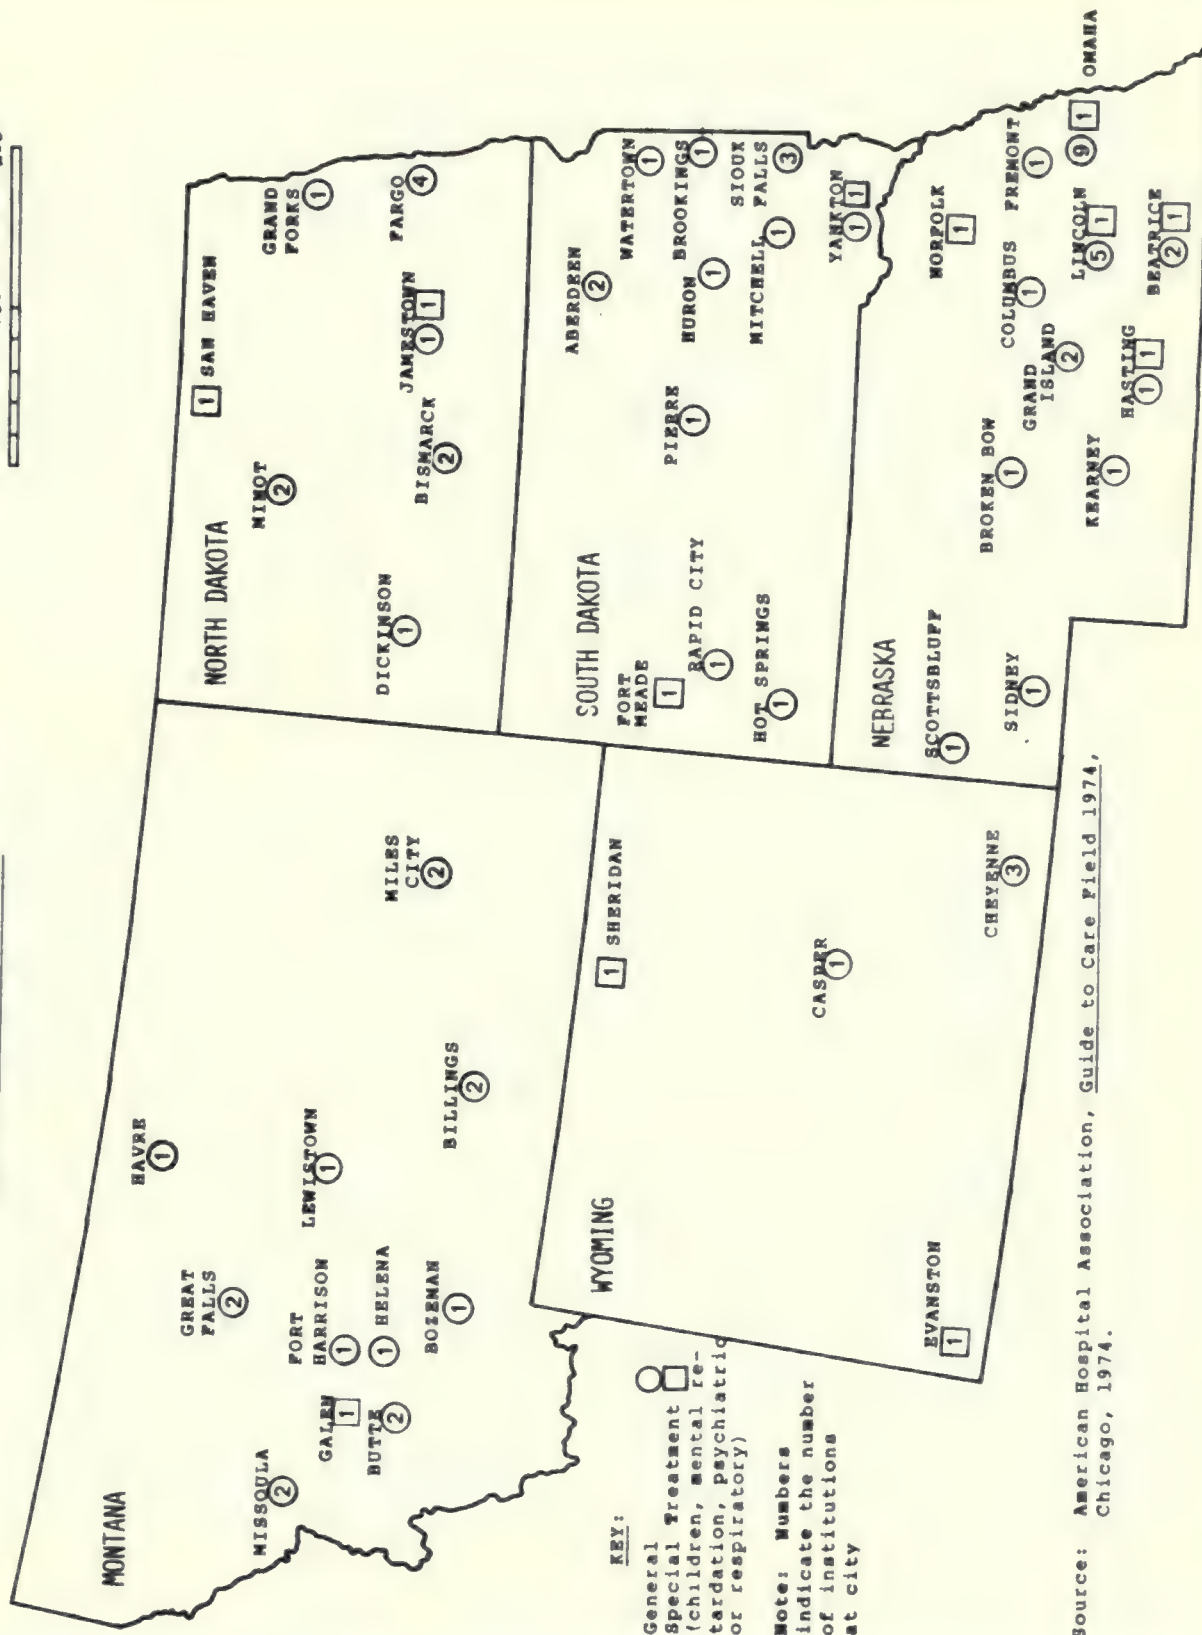 MONTANA
HAVRE
1
GREAT
FALLS
2
MISSOULA
2
FORT
HARRISON
1
LEWISTOWN
1
GALEN
1
1 HELENA
BUTTE
2
BOZEMAN
1
BILLINGS
2
MILES
CITY
2
NORTH DAKOTA
1 SAN HAVEN
MINOT
2
GRAND
FORKS
1
DICKINSON
1
BISMARCK
2
JAMESTOWN
1 1
FARGO
4
SOUTH DAKOTA
ABERDEEN
2
WATERTOWN
1
FORT
MEADE
1
RAPID CITY
1
PIERRE
1
HURON
1
BROOKINGS
1
HOT SPRINGS
1
MITCHELL
1
SIOUX
FALLS
3
YANKTON
1 1
WYOMING
1 SHERIDAN
CASPER
1
EVANSTON
1
CHEYENNE
3
NEBRASKA
SCOTTSBLUFF
1
SIDNEY
1
NORFOLK
1
BROKEN BOW
1
COLUMBUS
1
FREMONT
1
GRAND
ISLAND
2
9 1 OMAHA
LINCOLN
5 1
KEARNEY
1
HASTING
1 1
BEATRICE
2 1
KEY:
General
Special Treatment
(children, mental re-
tardation, psychiatric
or respiratory)
Note: Numbers
indicate the number
of institutions
at city
Source: American Hospital Association, Guide to Care Field 1974,
Chicago, 1974.